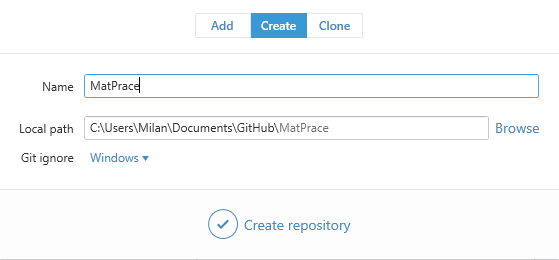 Add Create Clone
Name MatPrace
Local path C:\Users\Milan\Documents\GitHub\MatPrace Browse
Git ignore Windows
Create repository